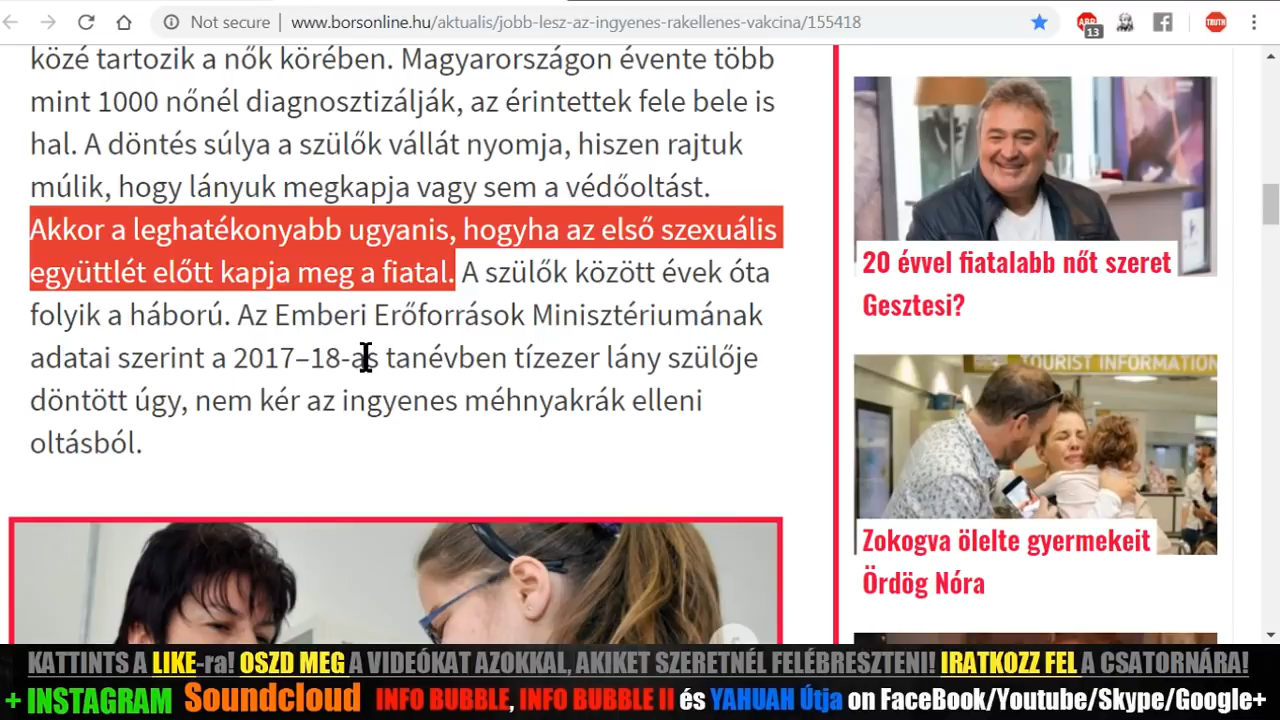 Not secure
www.borsonline.hu/aktualis/jobb-lesz-az-ingyenes-rakellenes-vakcina/155418
ABP
13
TRUTH
közé tartozik a nők körében. Magyarországon évente több
mint 1000 nőnél diagnosztizálják, az érintettek fele bele is
hal. A döntés súlya a szülők vállát nyomja, hiszen rajtuk
múlik, hogy lányuk megkapja vagy sem a védőoltást.
Akkor a leghatékonyabb ugyanis, hogyha az első szexuális
együttlét előtt kapja meg a fiatal. A szülők között évek óta
folyik a háború. Az Emberi Erőforrások Minisztériumának
adatai szerint a 2017–18-as tanévben tízezer lány szülője
döntött úgy, nem kér az ingyenes méhnyakrák elleni
oltásból.
20 évvel fiatalabb nőt szeret
Gesztesi?
TOURIST INFORMATION
Zokogva ölelte gyermekeit
Ördög Nóra
KATTINTS A LIKE-ra! OSZD MEG A VIDEÓKAT AZOKKAL, AKIKET SZERETNÉL FELÉBRESZTENI! IRATKOZZ FEL A CSATORNÁRA!
+ INSTAGRAM Soundcloud INFO BUBBLE, INFO BUBBLE II és YAHUAH Útja on FaceBook/Youtube/Skype/Google+